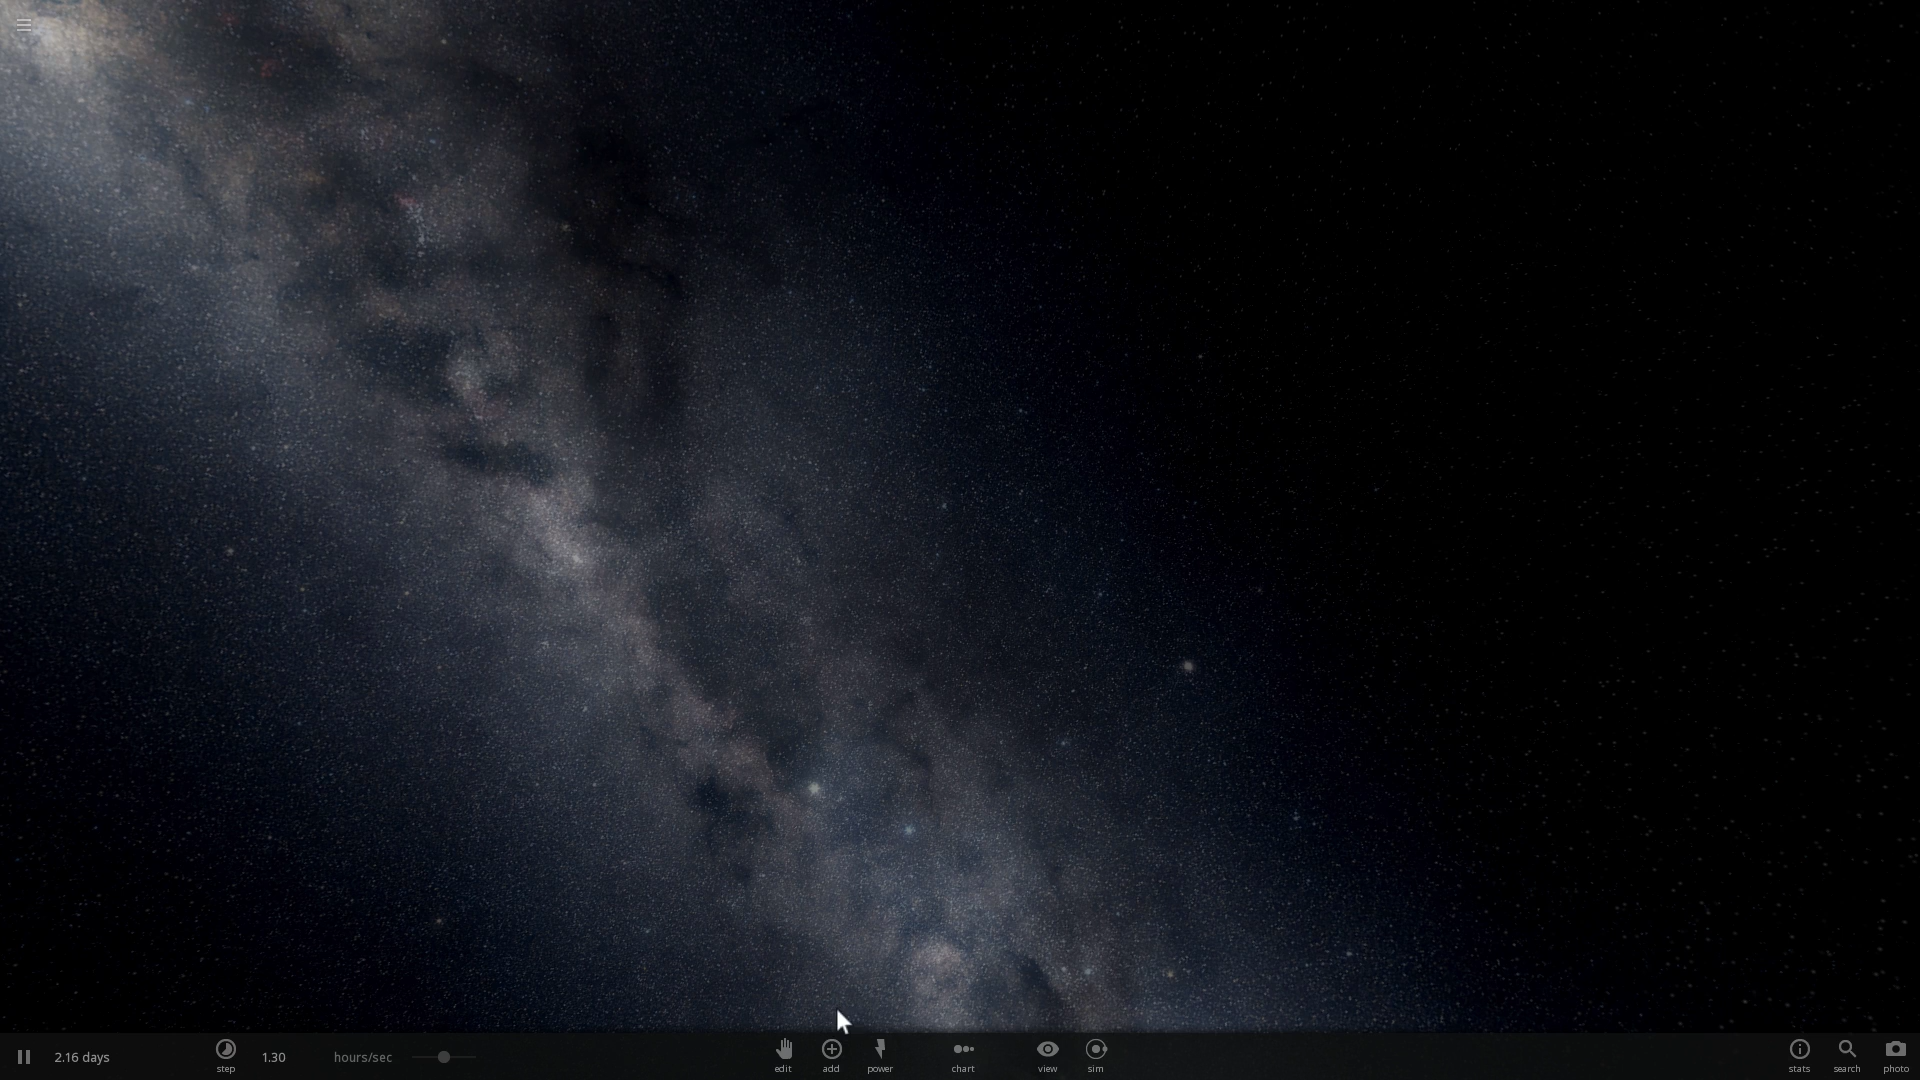 2.16 days
step
1.30
hours/sec
edit
add
power
chart
view
sim
stats
search
photo